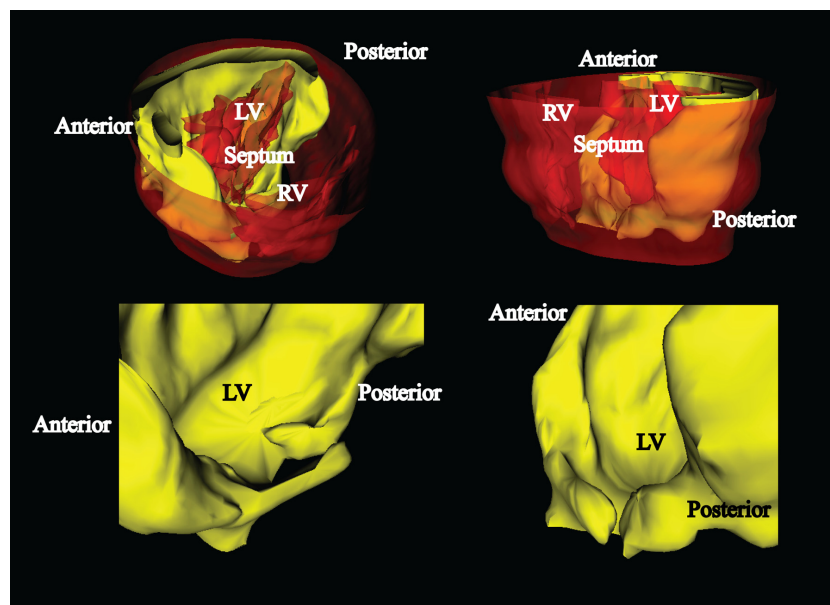 Posterior
LV
Anterior
Septum
RV
Anterior
RV
LV
Septum
Posterior
LV
Posterior
Anterior
Anterior
LV
Posterior